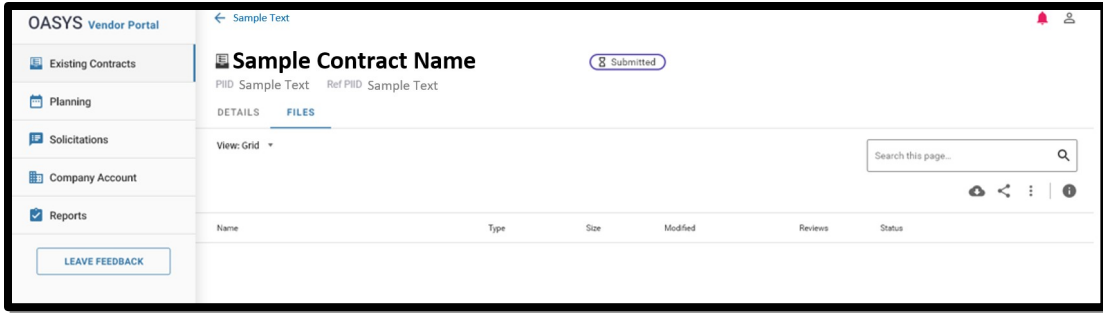 OASYS Vendor Portal
Existing Contracts
Planning
Solicitations
Company Account
Reports
LEAVE FEEDBACK
Sample Text
Sample Contract Name
Submitted
PIID Sample Text Ref PIID Sample Text
DETAILS FILES
View: Grid
Search this page...
Name Type Size Modified Reviews Status